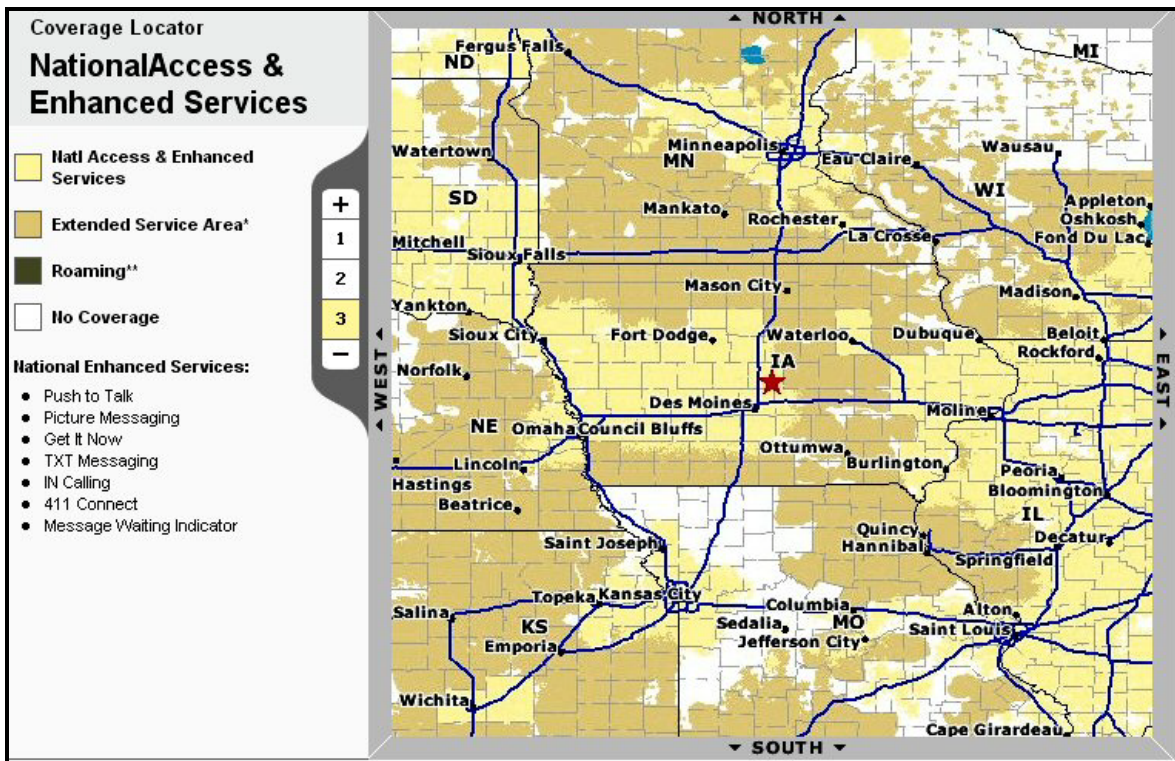 Coverage Locator
NationalAccess &
Enhanced Services
Natl Access & Enhanced
Services
Extended Service Area*
Roaming**
No Coverage
National Enhanced Services:
● Push to Talk
● Picture Messaging
● Get It Now
● TXT Messaging
● IN Calling
● 411 Connect
● Message Waiting Indicator
+
1
2
3
−
▲ NORTH ▲
WEST
EAST
▼ SOUTH ▼
Fergus Falls
ND
MI
Minneapolis
MN
Watertown
Eau Claire
Wausau
WI
SD
Mankato
Rochester
Appleton
Oshkosh
Fond Du Lac
Mitchell
Sioux Falls
La Crosse
Mason City
Madison
Yankton
Sioux City
Fort Dodge
Waterloo
Dubuque
Beloit
Rockford
IA
Norfolk
Des Moines
Moline
NE
Omaha
Council Bluffs
Ottumwa
Lincoln
Burlington
Peoria
Hastings
Bloomington
Beatrice
IL
Quincy
Hannibal
Decatur
Saint Joseph
Springfield
Topeka
Kansas City
Columbia
Alton
Salina
KS
Sedalia
MO
Saint Louis
Emporia
Jefferson City
Wichita
Cape Girardeau